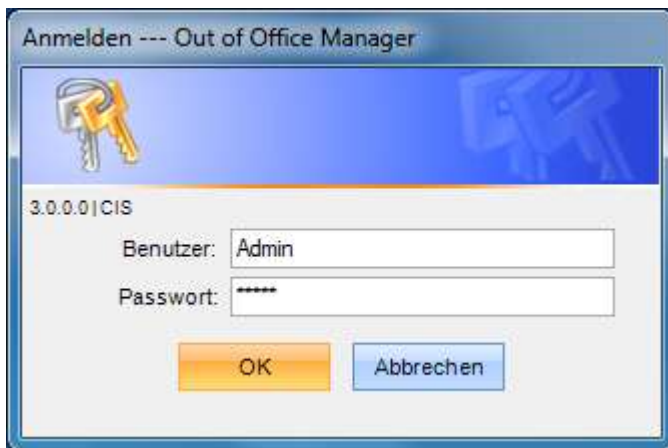 Anmelden --- Out of Office Manager
3.0.0.0|CIS
Benutzer: Admin
Passwort: *****
OK Abbrechen